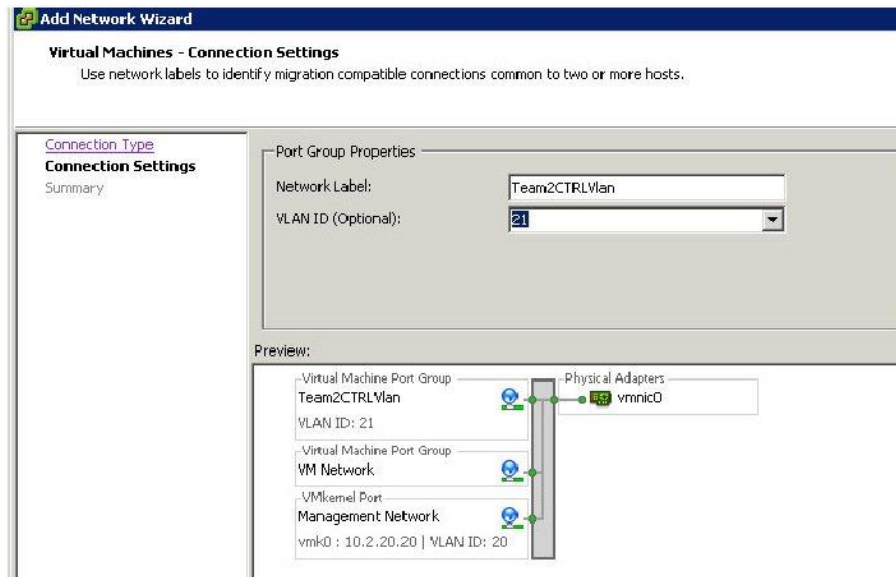 Add Network Wizard
Virtual Machines - Connection Settings
Use network labels to identify migration compatible connections common to two or more hosts.
Connection Type
Connection Settings
Summary
Port Group Properties
Network Label:
Team2CTRLVlan
VLAN ID (Optional):
21
Preview:
Virtual Machine Port Group
Team2CTRLVlan
VLAN ID: 21
Physical Adapters
vmnic0
Virtual Machine Port Group
VM Network
VMkernel Port
Management Network
vmk0 : 10.2.20.20 | VLAN ID: 20